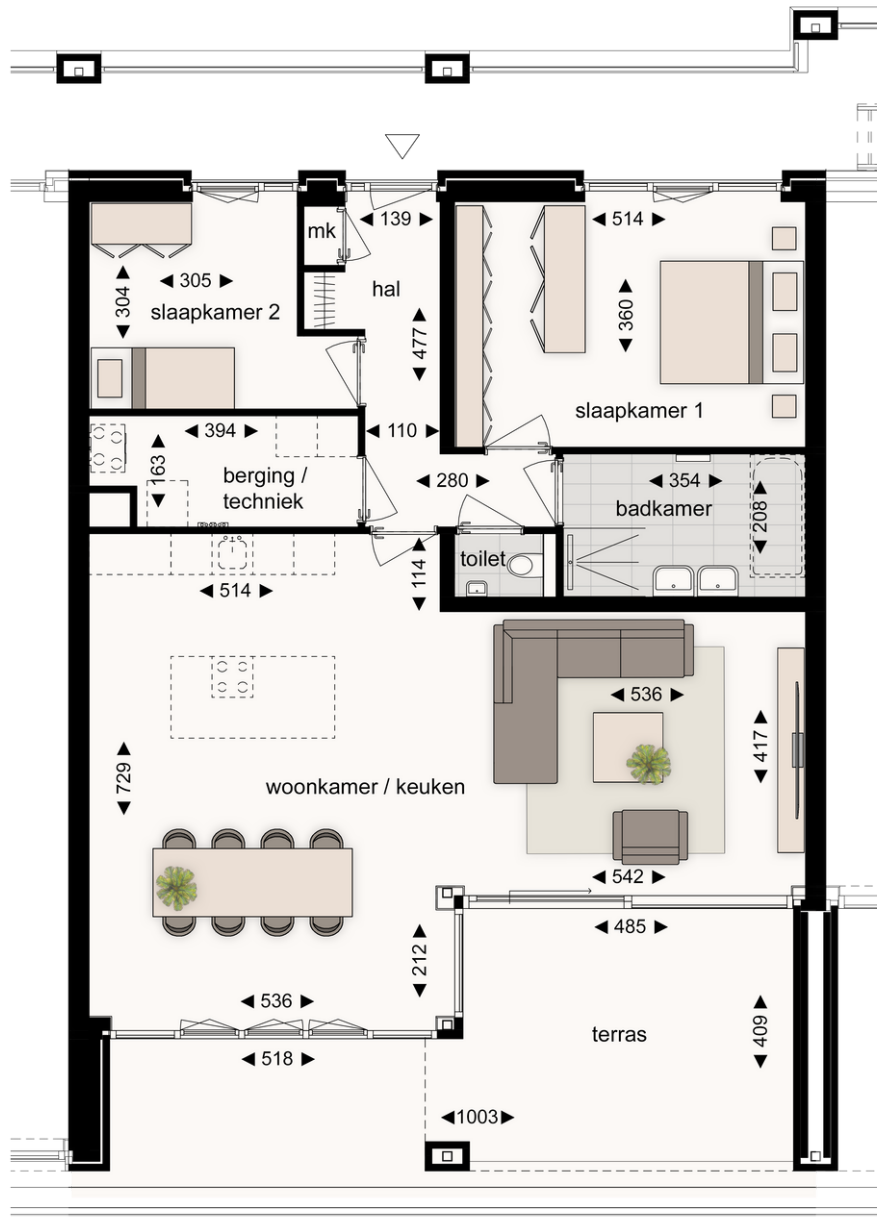 mk
139
514
hal
305
304
slaapkamer 2
360
477
slaapkamer 1
394
110
163
berging /
techniek
280
354
badkamer
208
toilet
114
514
536
417
729
woonkamer / keuken
542
485
212
536
518
terras
409
1003